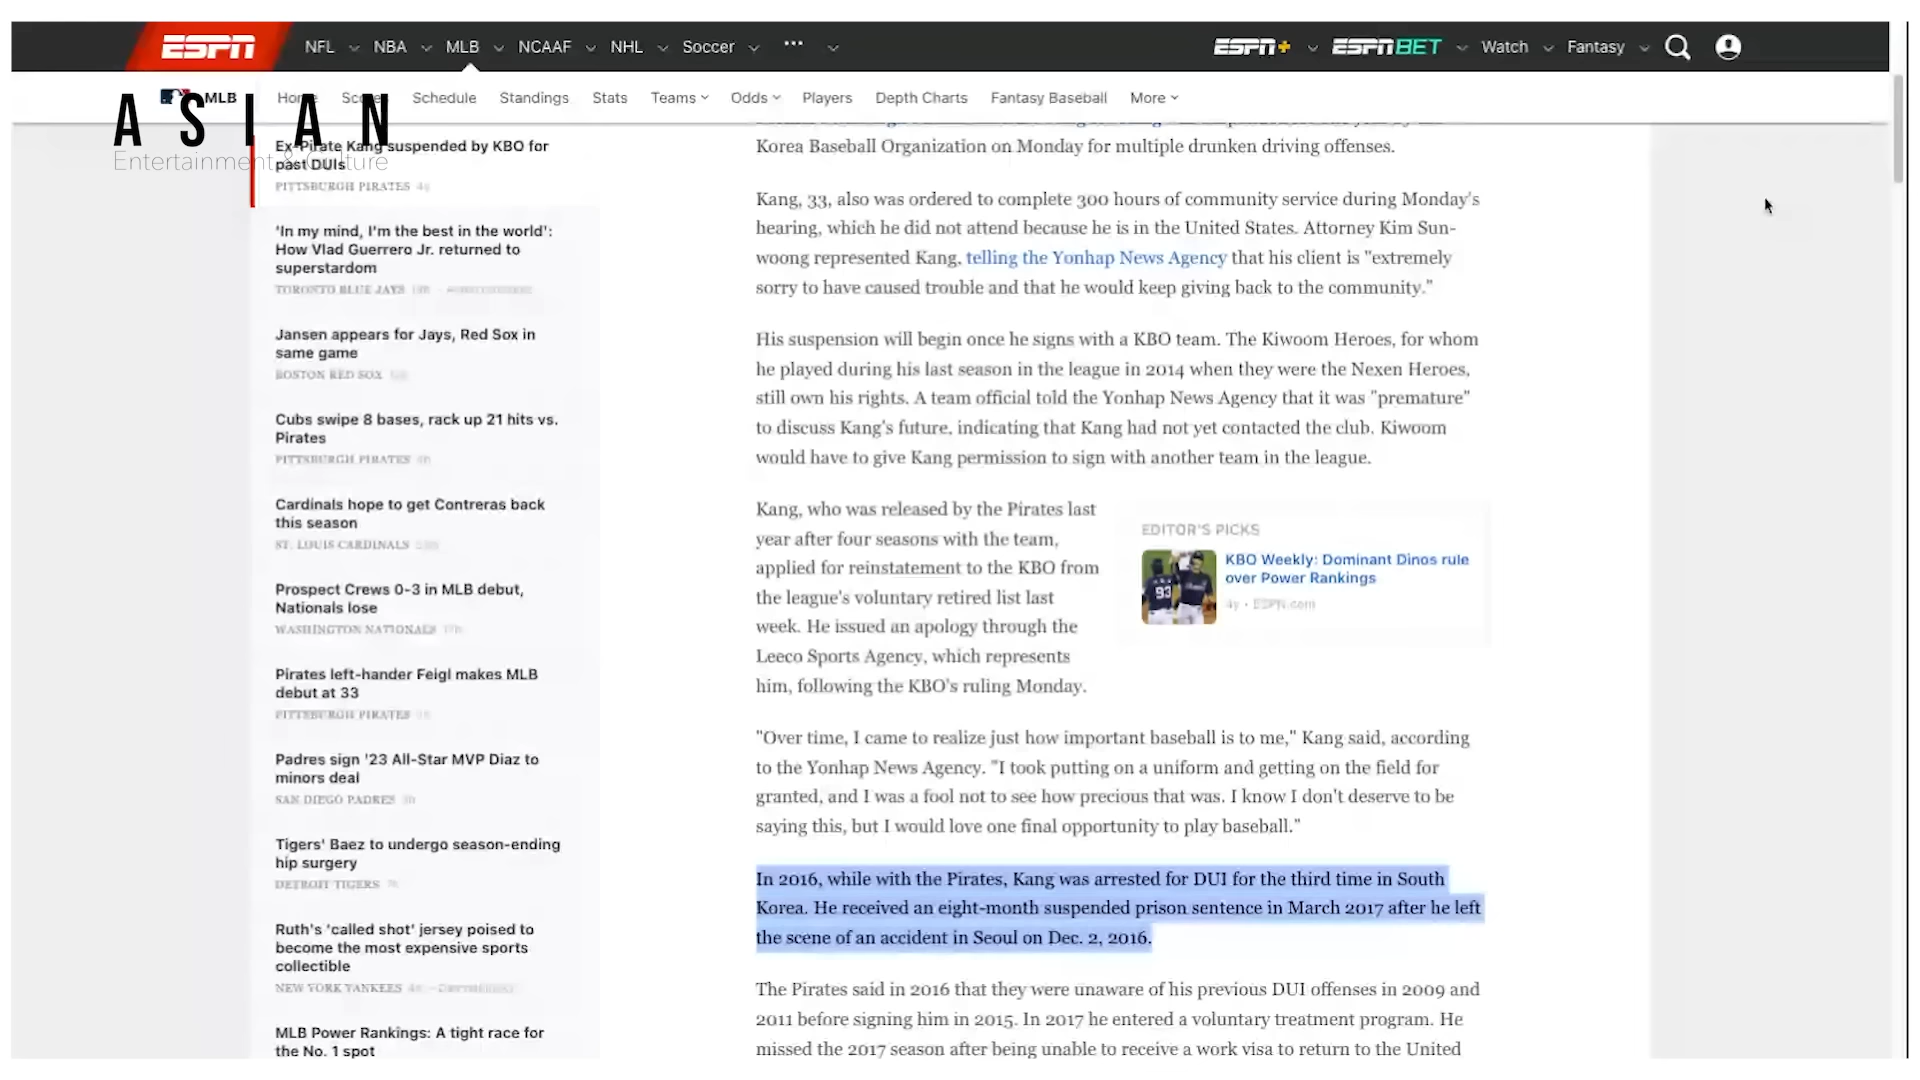 ESPN NFL NBA MLB NCAAF NHL Soccer ... ESPN+ ESPN BET Watch Fantasy
MLB Home Scores Schedule Standings Stats Teams Odds Players Depth Charts Fantasy Baseball More
ASIAN
Entertainment & Culture
Ex-Pirate Kang suspended by KBO for
past DUIs
PITTSBURGH PIRATES
'In my mind, I'm the best in the world':
How Vlad Guerrero Jr. returned to
superstardom
TORONTO BLUE JAYS
Jansen appears for Jays, Red Sox in
same game
BOSTON RED SOX
Cubs swipe 8 bases, rack up 21 hits vs.
Pirates
PITTSBURGH PIRATES
Cardinals hope to get Contreras back
this season
ST. LOUIS CARDINALS
Prospect Crews 0-3 in MLB debut,
Nationals lose
WASHINGTON NATIONALS
Pirates left-hander Feigl makes MLB
debut at 33
PITTSBURGH PIRATES
Padres sign '23 All-Star MVP Diaz to
minors deal
SAN DIEGO PADRES
Tigers' Baez to undergo season-ending
hip surgery
DETROIT TIGERS
Ruth's 'called shot' jersey poised to
become the most expensive sports
collectible
NEW YORK YANKEES
MLB Power Rankings: A tight race for
the No. 1 spot
Korea Baseball Organization on Monday for multiple drunken driving offenses.
Kang, 33, also was ordered to complete 300 hours of community service during Monday's
hearing, which he did not attend because he is in the United States. Attorney Kim Sun-
woong represented Kang, telling the Yonhap News Agency that his client is "extremely
sorry to have caused trouble and that he would keep giving back to the community."
His suspension will begin once he signs with a KBO team. The Kiwoom Heroes, for whom
he played during his last season in the league in 2014 when they were the Nexen Heroes,
still own his rights. A team official told the Yonhap News Agency that it was "premature"
to discuss Kang's future, indicating that Kang had not yet contacted the club. Kiwoom
would have to give Kang permission to sign with another team in the league.
Kang, who was released by the Pirates last
year after four seasons with the team,
applied for reinstatement to the KBO from
the league's voluntary retired list last
week. He issued an apology through the
Leeco Sports Agency, which represents
him, following the KBO's ruling Monday.
EDITOR'S PICKS
KBO Weekly: Dominant Dinos rule
over Power Rankings
4y • ESPN.com
93
"Over time, I came to realize just how important baseball is to me," Kang said, according
to the Yonhap News Agency. "I took putting on a uniform and getting on the field for
granted, and I was a fool not to see how precious that was. I know I don't deserve to be
saying this, but I would love one final opportunity to play baseball."
In 2016, while with the Pirates, Kang was arrested for DUI for the third time in South
Korea. He received an eight-month suspended prison sentence in March 2017 after he left
the scene of an accident in Seoul on Dec. 2, 2016.
The Pirates said in 2016 that they were unaware of his previous DUI offenses in 2009 and
2011 before signing him in 2015. In 2017 he entered a voluntary treatment program. He
missed the 2017 season after being unable to receive a work visa to return to the United